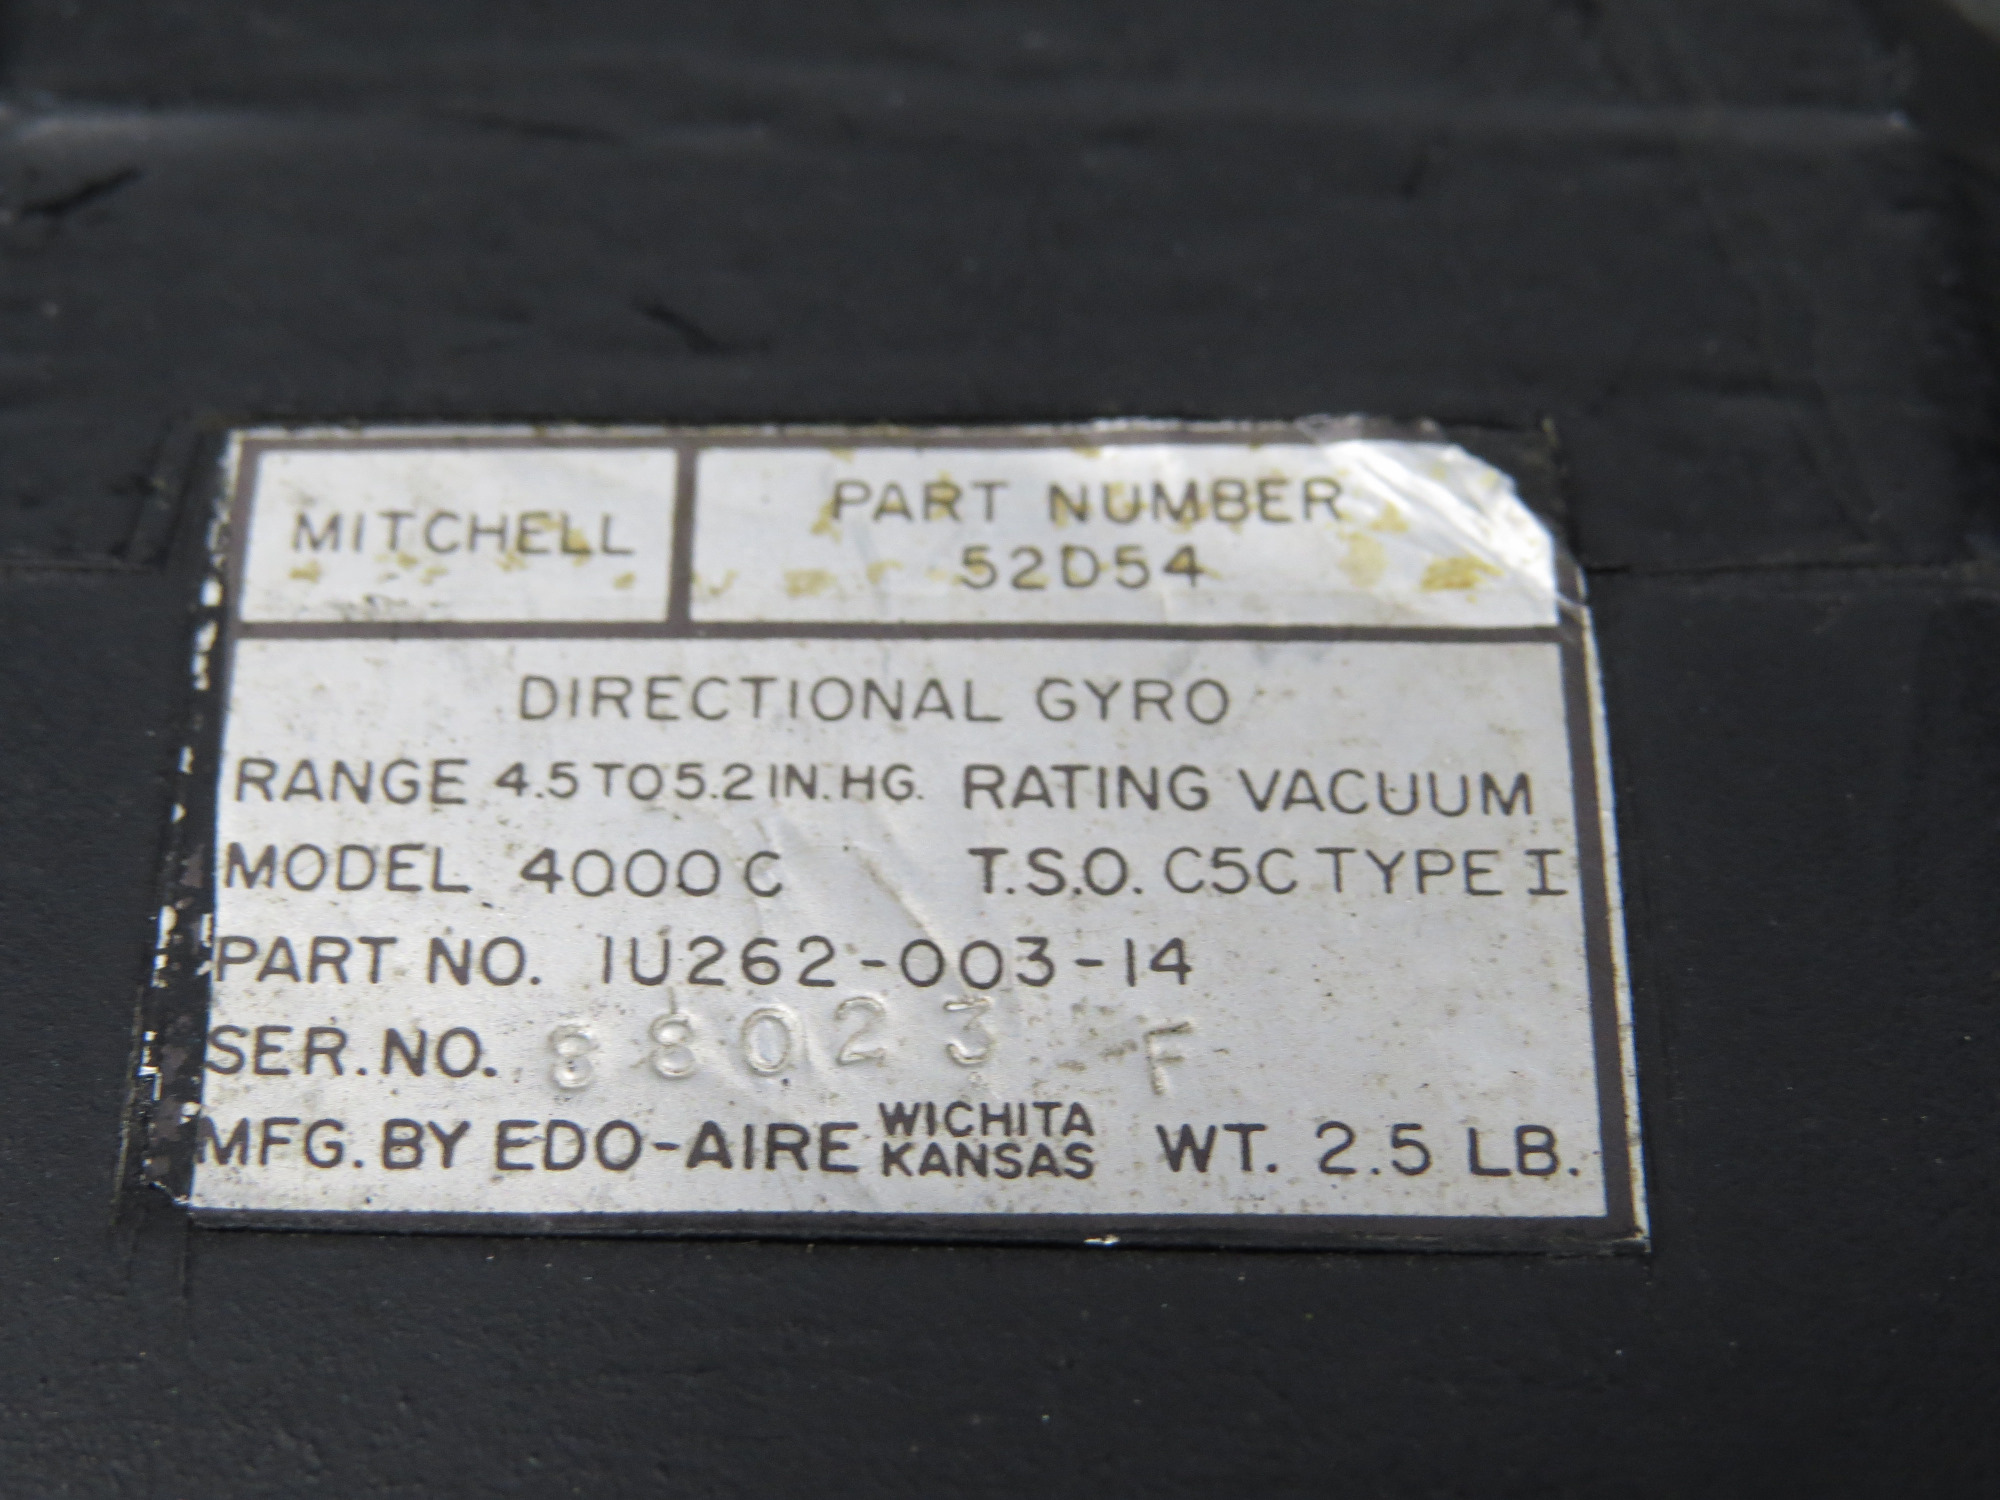 MITCHELL
PART NUMBER
52D54
DIRECTIONAL GYRO
RANGE 4.5 TO 5.2 IN. HG. RATING VACUUM
MODEL 4000 C T.S.O. C5C TYPE I
PART NO. 1U262-003-14
SER. NO. 88023 F
MFG. BY EDO-AIRE WICHITA KANSAS WT. 2.5 LB.